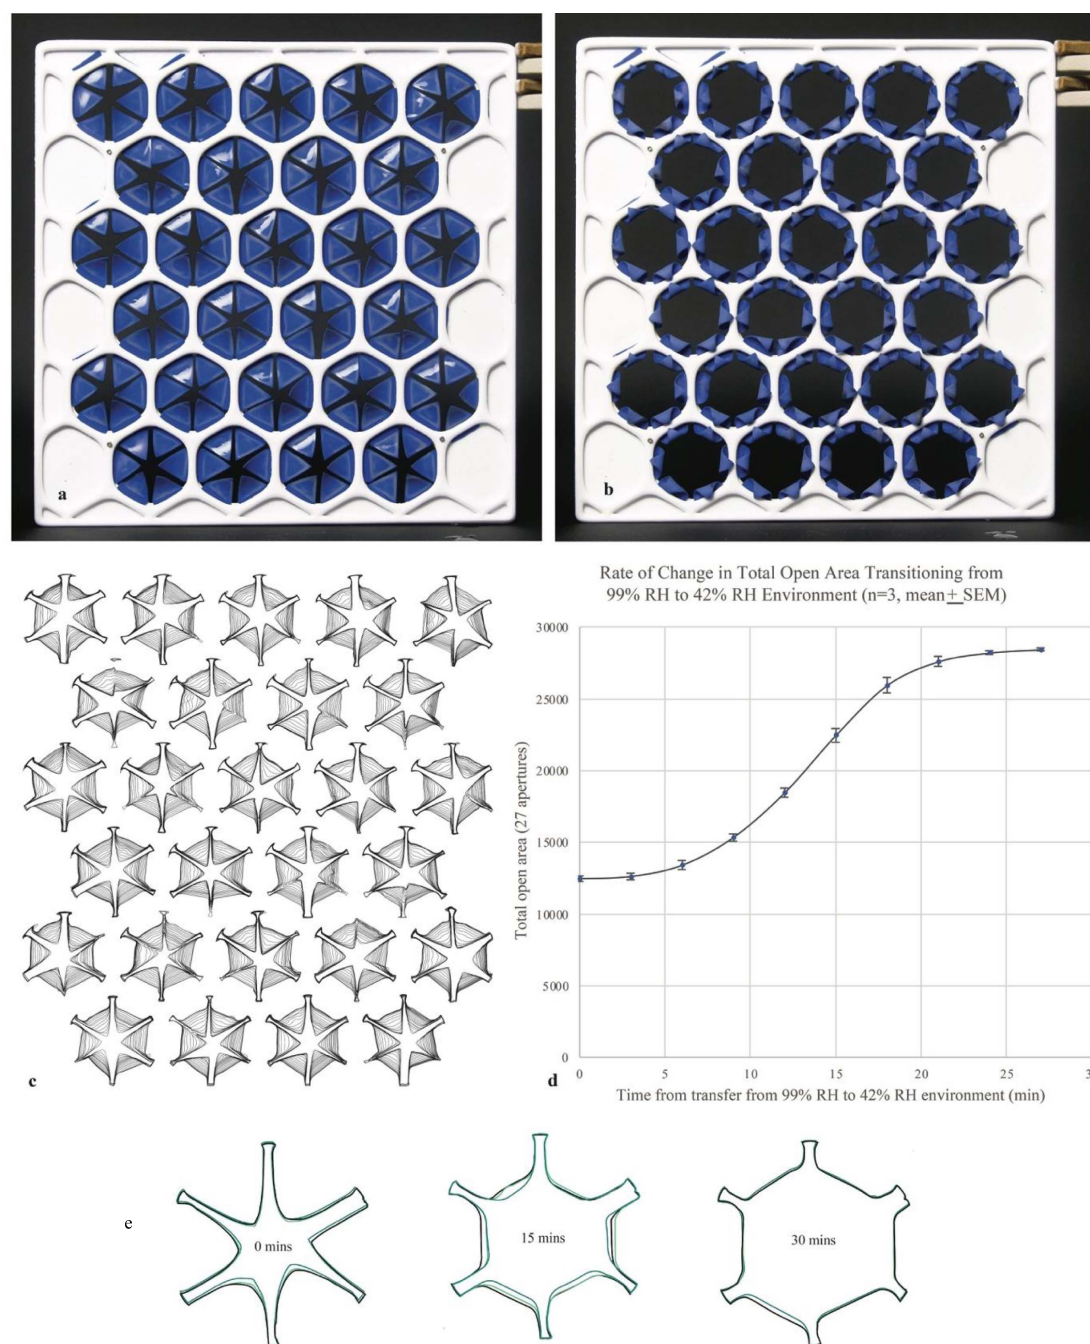 a
b
c
Rate of Change in Total Open Area Transitioning from
99% RH to 42% RH Environment (n=3, mean±SEM)
30000
25000
20000
15000
10000
5000
0
Total open area (27 apertures)
d
0
5
10
15
20
25
Time from transfer from 99% RH to 42% RH environment (min)
e
0 mins
15 mins
30 mins